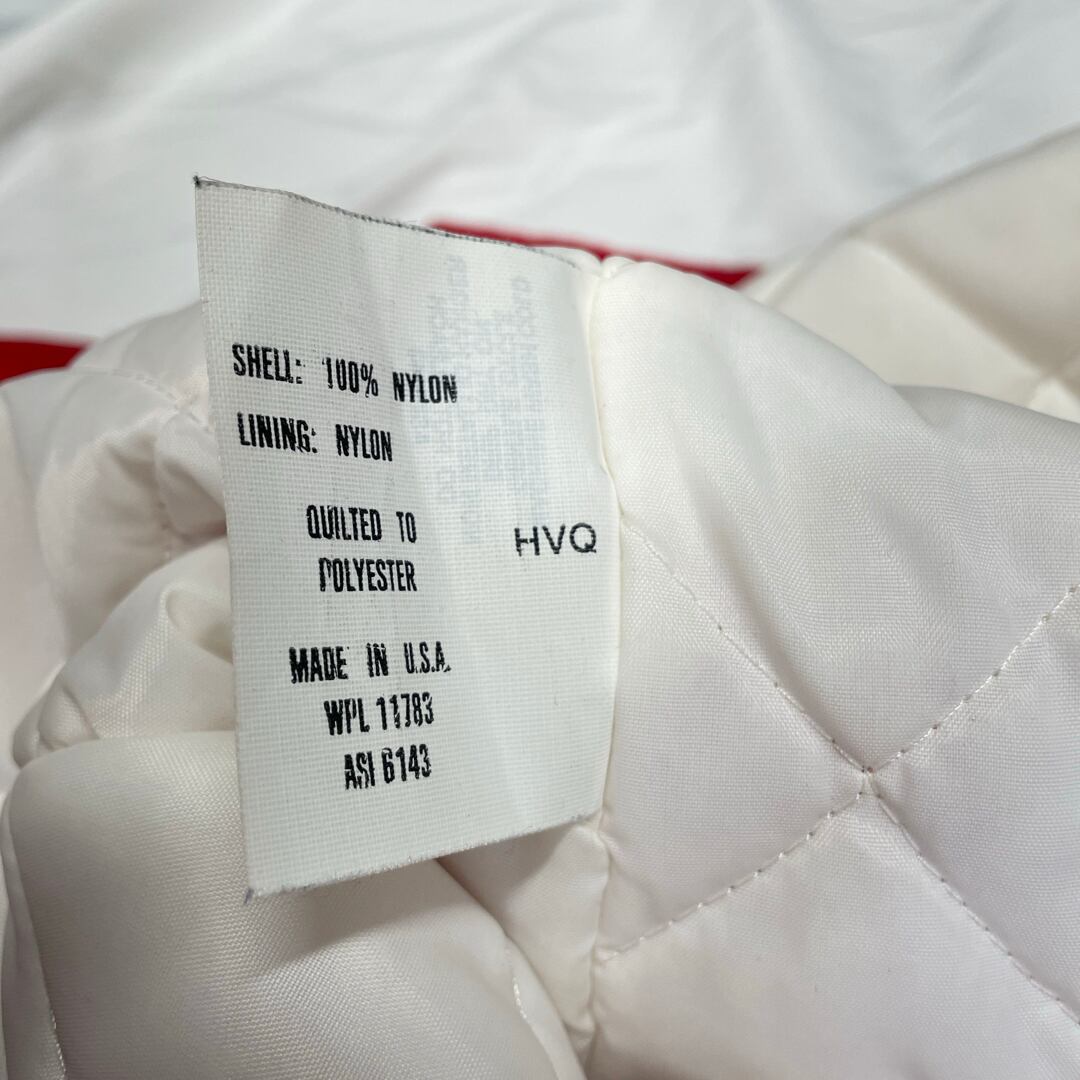 SHELL: 100% NYLON
LINING: NYLON
QUILTED TO
POLYESTER
HVQ
MADE IN U.S.A.
WPL 11783
ASI 6143